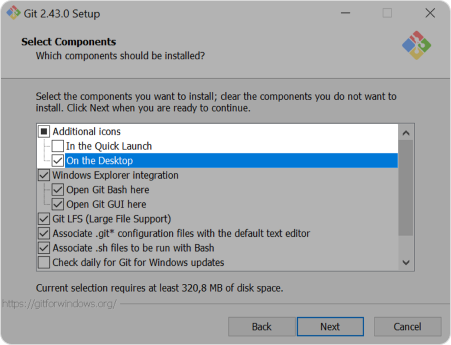 Git 2.43.0 Setup
Select Components
Which components should be installed?
Select the components you want to install; clear the components you do not want to
install. Click Next when you are ready to continue.
Additional icons
In the Quick Launch
On the Desktop
Windows Explorer integration
Open Git Bash here
Open Git GUI here
Git LFS (Large File Support)
Associate .git* configuration files with the default text editor
Associate .sh files to be run with Bash
Check daily for Git for Windows updates
Current selection requires at least 320,8 MB of disk space.
https://gitforwindows.org/
Back
Next
Cancel